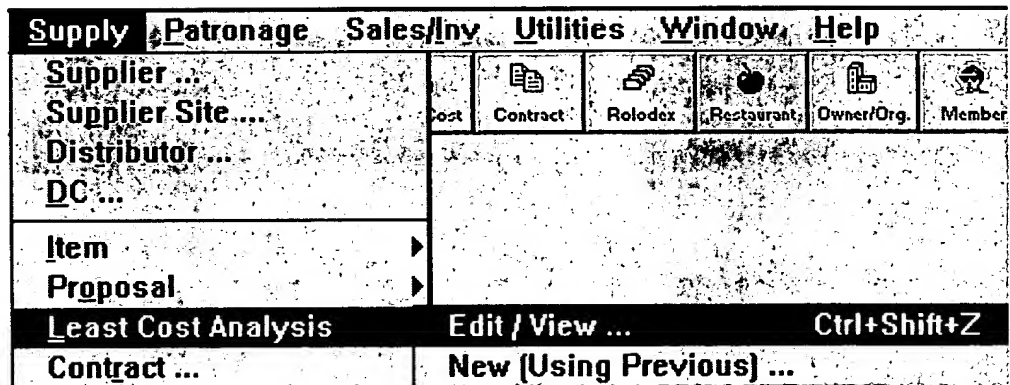 Supply Patronage Sales/Inv Utilities Window Help
Supplier ...
Supplier Site ...
Distributor ...
DC ...
Cost Contract Rolodex Restaurant Owner/Org. Member
Item
Proposal
Least Cost Analysis Edit / View ... Ctrl+Shift+Z
Contract ... New (Using Previous) ...